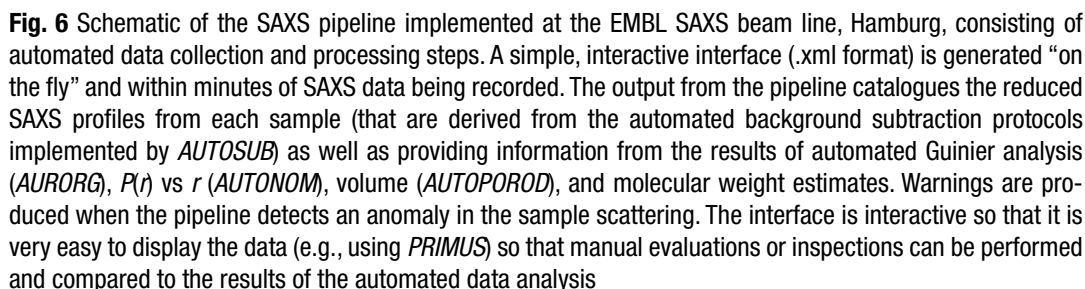 Fig. 6 Schematic of the SAXS pipeline implemented at the EMBL SAXS beam line, Hamburg, consisting of
automated data collection and processing steps. A simple, interactive interface (.xml format) is generated “on
the fly” and within minutes of SAXS data being recorded. The output from the pipeline catalogues the reduced
SAXS profiles from each sample (that are derived from the automated background subtraction protocols
implemented by AUTOSUB) as well as providing information from the results of automated Guinier analysis
(AURORG), P(r) vs r (AUTONOM), volume (AUTOPOROD), and molecular weight estimates. Warnings are pro-
duced when the pipeline detects an anomaly in the sample scattering. The interface is interactive so that it is
very easy to display the data (e.g., using PRIMUS) so that manual evaluations or inspections can be performed
and compared to the results of the automated data analysis